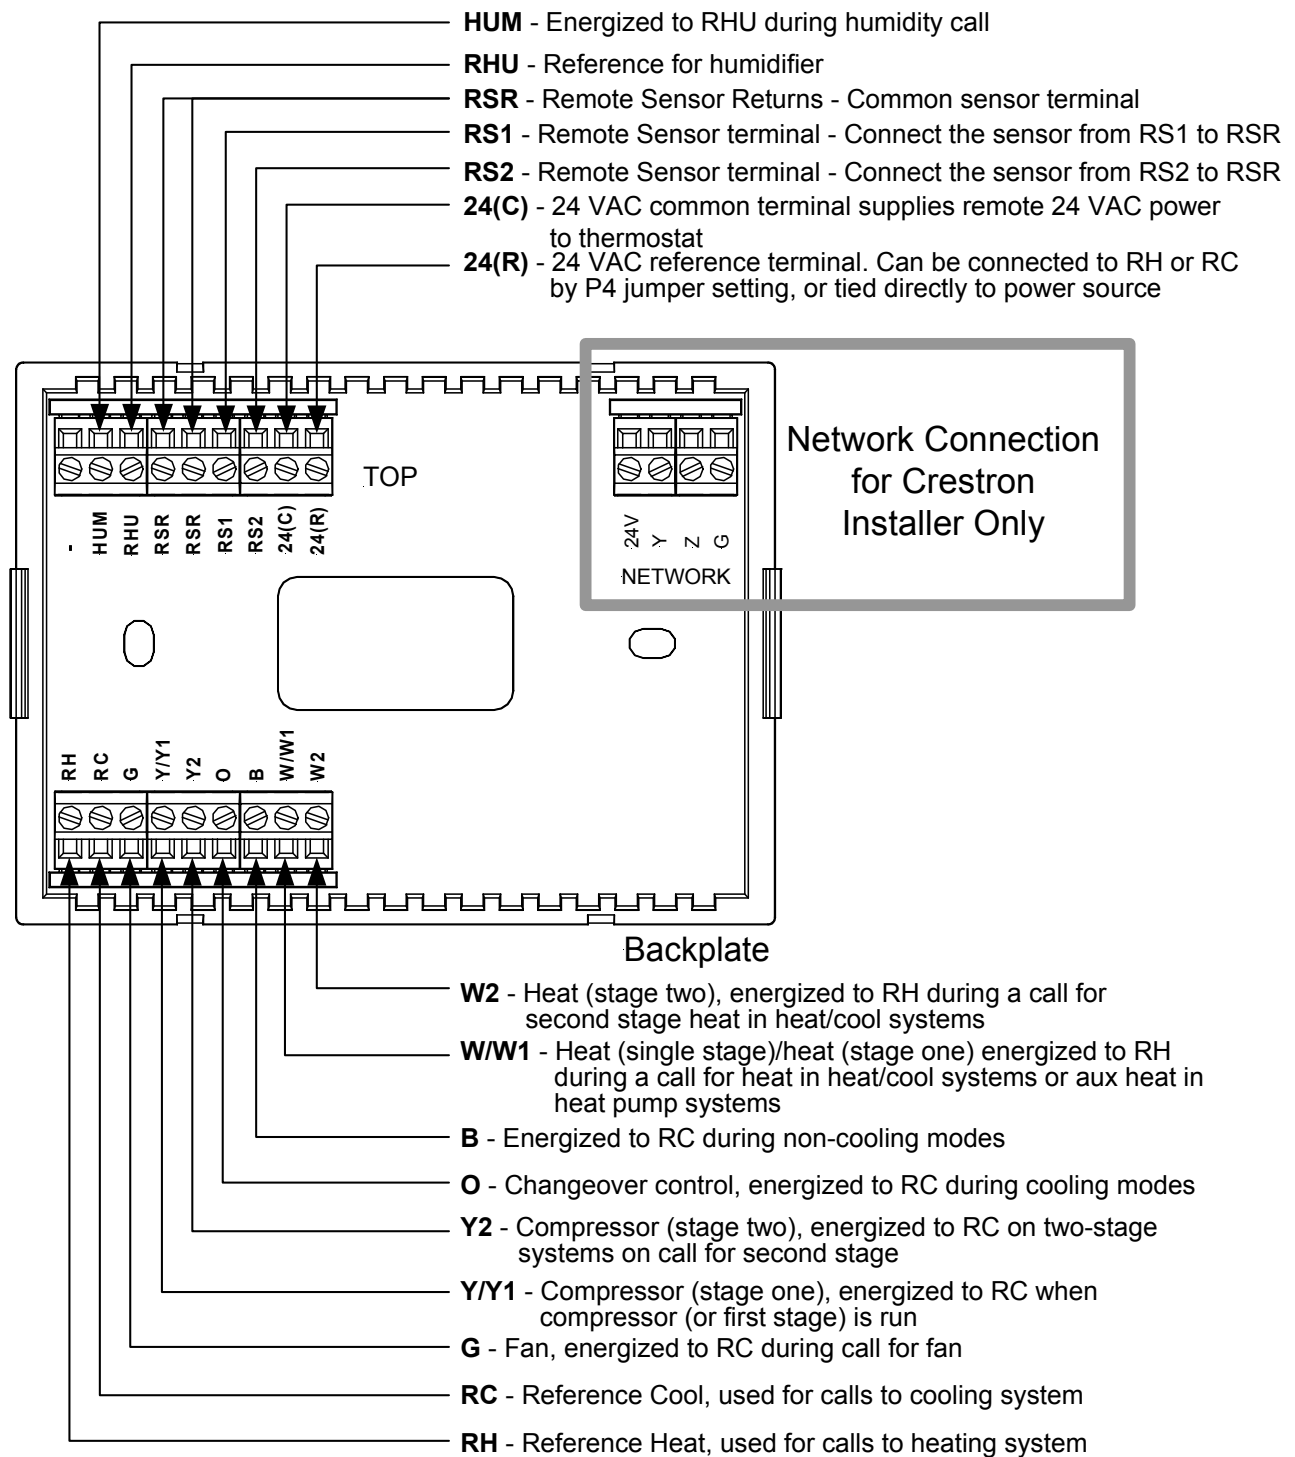 HUM - Energized to RHU during humidity call
RHU - Reference for humidifier
RSR - Remote Sensor Returns - Common sensor terminal
RS1 - Remote Sensor terminal - Connect the sensor from RS1 to RSR
RS2 - Remote Sensor terminal - Connect the sensor from RS2 to RSR
24(C) - 24 VAC common terminal supplies remote 24 VAC power
to thermostat
24(R) - 24 VAC reference terminal. Can be connected to RH or RC
by P4 jumper setting, or tied directly to power source
Network Connection
for Crestron
Installer Only
TOP
-
HUM
RHU
RSR
RSR
RS1
RS2
24(C)
24(R)
24V
Y
Z
G
NETWORK
RH
RC
G
Y/Y1
Y2
O
B
W/W1
W2
Backplate
W2 - Heat (stage two), energized to RH during a call for
second stage heat in heat/cool systems
W/W1 - Heat (single stage)/heat (stage one) energized to RH
during a call for heat in heat/cool systems or aux heat in
heat pump systems
B - Energized to RC during non-cooling modes
O - Changeover control, energized to RC during cooling modes
Y2 - Compressor (stage two), energized to RC on two-stage
systems on call for second stage
Y/Y1 - Compressor (stage one), energized to RC when
compressor (or first stage) is run
G - Fan, energized to RC during call for fan
RC - Reference Cool, used for calls to cooling system
RH - Reference Heat, used for calls to heating system